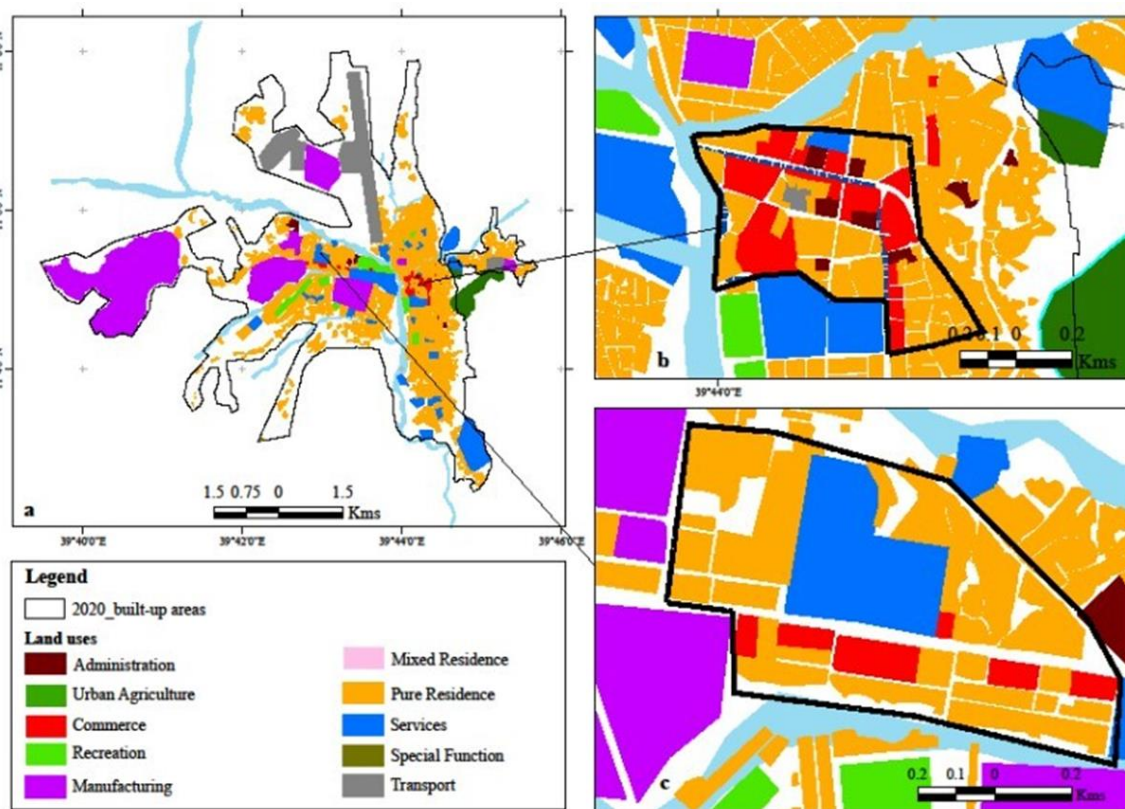 a
1.5 0.75 0 1.5
Kms
39°40'0"E 39°42'0"E 39°44'0"E 39°46'0"E
b
0.2 0.1 0 0.2
Kms
39°44'0"E
c
0.2 0.1 0 0.2
Kms
Legend
2020_built-up areas
Land uses
Administration
Urban Agriculture
Commerce
Recreation
Manufacturing
Mixed Residence
Pure Residence
Services
Special Function
Transport